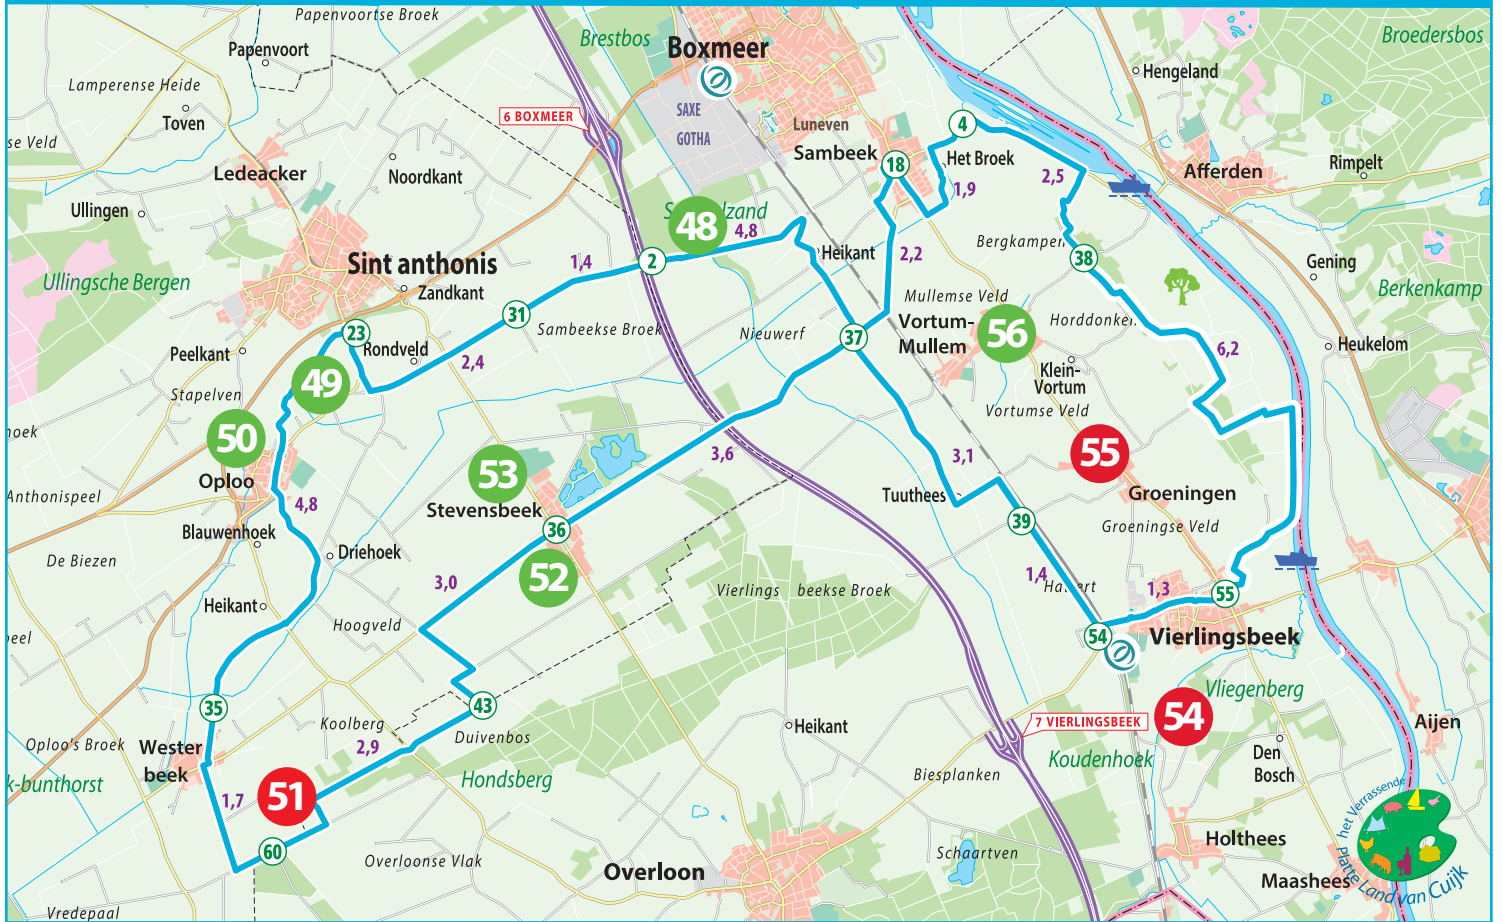 Papenvoortse Broek
Papenvoort
Brestbos
Boxmeer
Broedersbos
Hengeland
Lamperense Heide
Toven
6 BOXMEER
SAXE
GOTHA
Luneven
4
se Veld
Sambeek
18
Het Broek
Afferden
Rimpelt
Ledeacker
Noordkant
1,9
2,5
Ullingen
48
4,8
Sint anthonis
Zandkant
1,4
2
Heikant
2,2
Bergkampen
38
Gening
Ullingsche Bergen
Berkenkamp
Mullemse Veld
31
Sambeekse Broek
Nieuwerf
37
Vortum-
Mullem
56
Horddonken
23
Rondveld
Peelkant
2,4
6,2
Heukelom
Klein-
Vortum
49
Stapelven
Vortumse Veld
hoek
50
3,6
3,1
55
53
Oploo
Anthonispeel
4,8
Stevensbeek
Tuuthees
Groeningen
36
39
Groeningse Veld
Blauwenhoek
Driehoek
De Biezen
3,0
52
1,4
1,3
55
Vierlings beekse Broek
Heikant
Hoogveld
peel
54
Vierlingsbeek
35
43
Vliegenberg
54
Koolberg
7 VIERLINGSBEEK
Heikant
Aijen
Duivenbos
2,9
Oploo's Broek
Wester
beek
Koudenhoek
Den
Bosch
Biesplanken
k-bunthorst
Hondsberg
51
1,7
60
Overloonse Vlak
Overloon
Schaartven
Holthees
Maashees
het Verrassende
Platte Land van Cuijk
Vredepaal